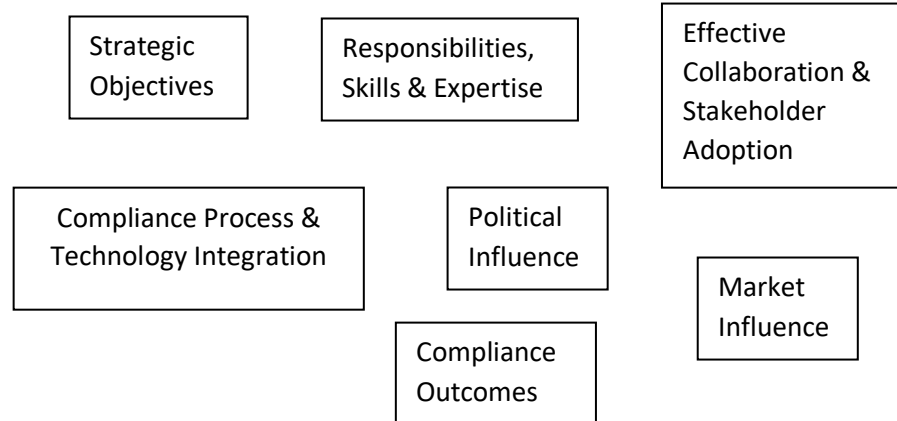 Strategic
Objectives
Responsibilities,
Skills & Expertise
Effective
Collaboration &
Stakeholder
Adoption
Compliance Process &
Technology Integration
Political
Influence
Market
Influence
Compliance
Outcomes